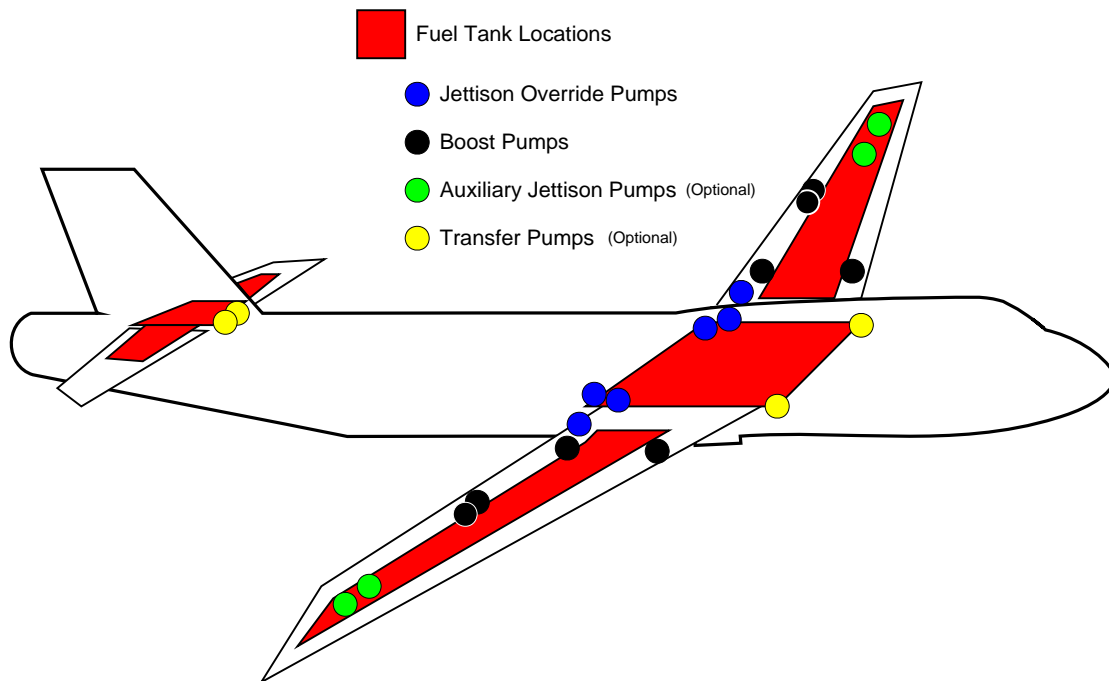 Fuel Tank Locations
Jettison Override Pumps
Boost Pumps
Auxiliary Jettison Pumps (Optional)
Transfer Pumps (Optional)